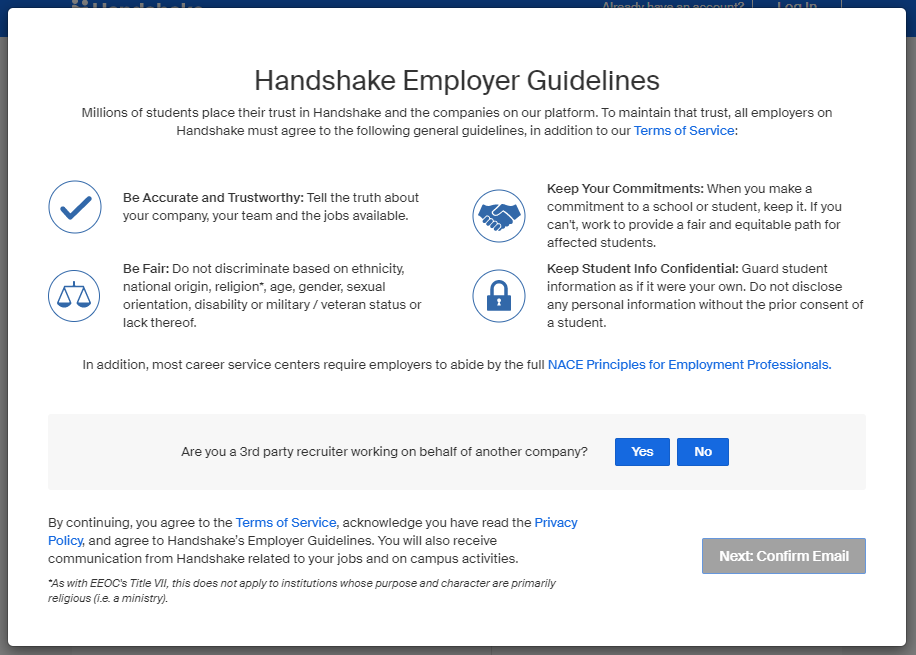 Handshake
Already have an account?
Log In
Handshake Employer Guidelines
Millions of students place their trust in Handshake and the companies on our platform. To maintain that trust, all employers on
Handshake must agree to the following general guidelines, in addition to our Terms of Service:
Be Accurate and Trustworthy: Tell the truth about
your company, your team and the jobs available.
Keep Your Commitments: When you make a
commitment to a school or student, keep it. If you
can't, work to provide a fair and equitable path for
affected students.
Be Fair: Do not discriminate based on ethnicity,
national origin, religion*, age, gender, sexual
orientation, disability or military / veteran status or
lack thereof.
Keep Student Info Confidential: Guard student
information as if it were your own. Do not disclose
any personal information without the prior consent of
a student.
In addition, most career service centers require employers to abide by the full NACE Principles for Employment Professionals.
Are you a 3rd party recruiter working on behalf of another company?
Yes
No
By continuing, you agree to the Terms of Service, acknowledge you have read the Privacy
Policy, and agree to Handshake's Employer Guidelines. You will also receive
communication from Handshake related to your jobs and on campus activities.
*As with EEOC's Title VII, this does not apply to institutions whose purpose and character are primarily
religious (i.e. a ministry).
Next: Confirm Email